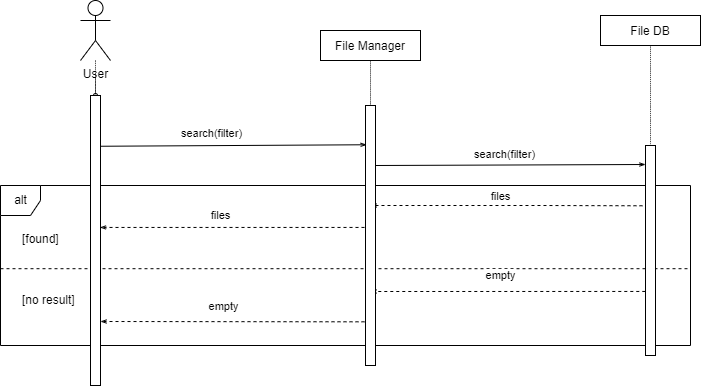 File DB
File Manager
User
search(filter)
search(filter)
alt
files
files
[found]
empty
[no result]
empty